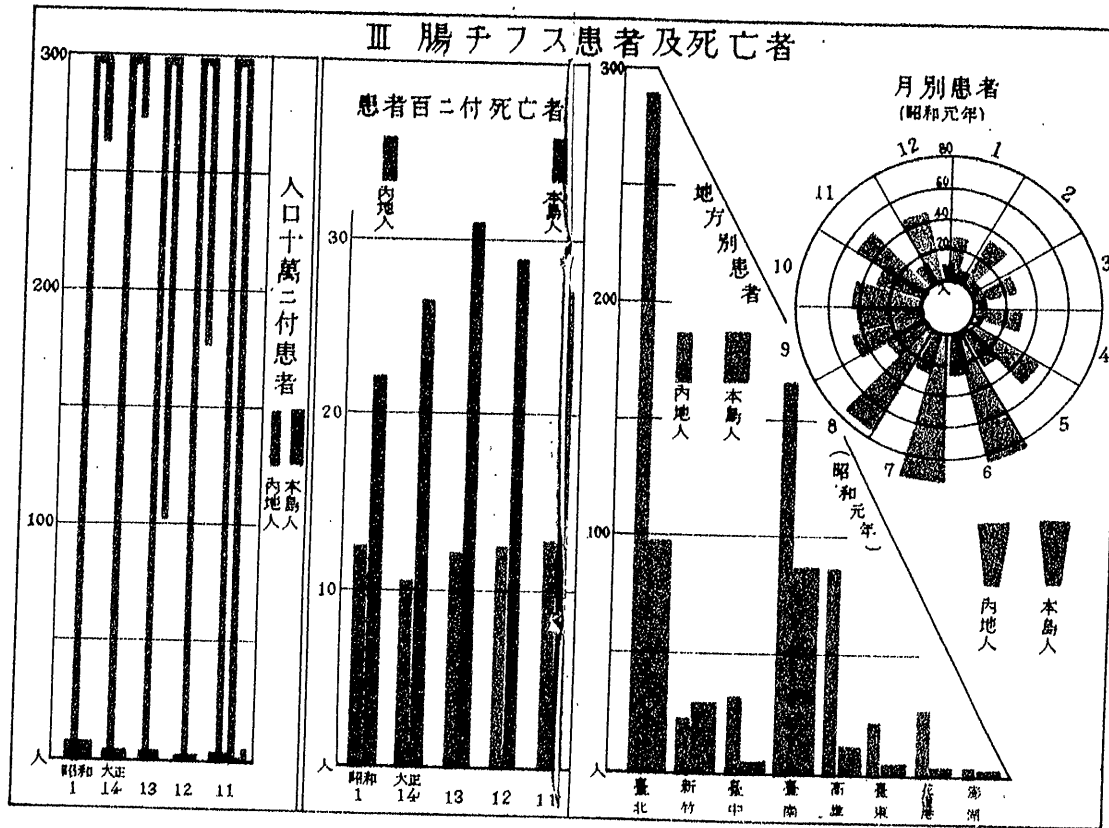 III 腸チフス患者及死亡者
300
200
100
人
昭和
1
大正
14
13
12
11
人口十萬ニ付患者
內地人
本島人
患者百ニ付死亡者
內地人
本島人
30
20
10
人
昭和
1
大正
14
13
12
11
300
200
100
人
地方別患者
(昭和元年)
內地人
本島人
臺北
新竹
臺中
臺南
高雄
臺東
花蓮港
澎湖
月別患者
(昭和元年)
80
60
40
20
人
1
2
3
4
5
6
7
8
9
10
11
12
內地人
本島人